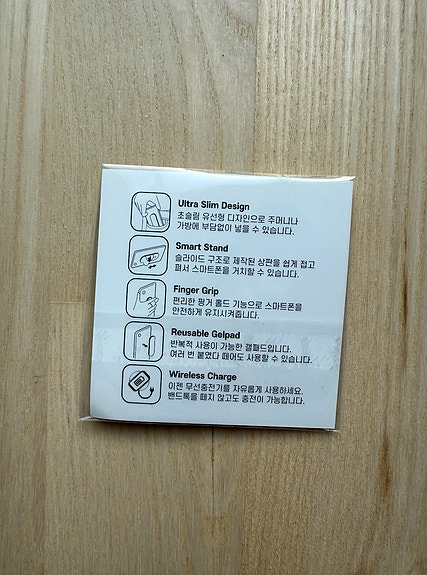 Ultra Slim Design
초슬림 유선형 디자인으로 주머니나
가방에 부담없이 넣을 수 있습니다.
Smart Stand
슬라이드 구조로 제작된 상판을 쉽게 접고
펴서 스마트폰을 거치할 수 있습니다.
Finger Grip
편리한 핑거 홀드 기능으로 스마트폰을
안전하게 유지시켜줍니다.
Reusable Gelpad
반복적 사용이 가능한 겔패드입니다.
여러 번 붙였다 떼어도 사용할 수 있습니다.
Wireless Charge
이젠 무선충전기를 자유롭게 사용하세요.
밴드톡을 떼지 않고도 충전이 가능합니다.